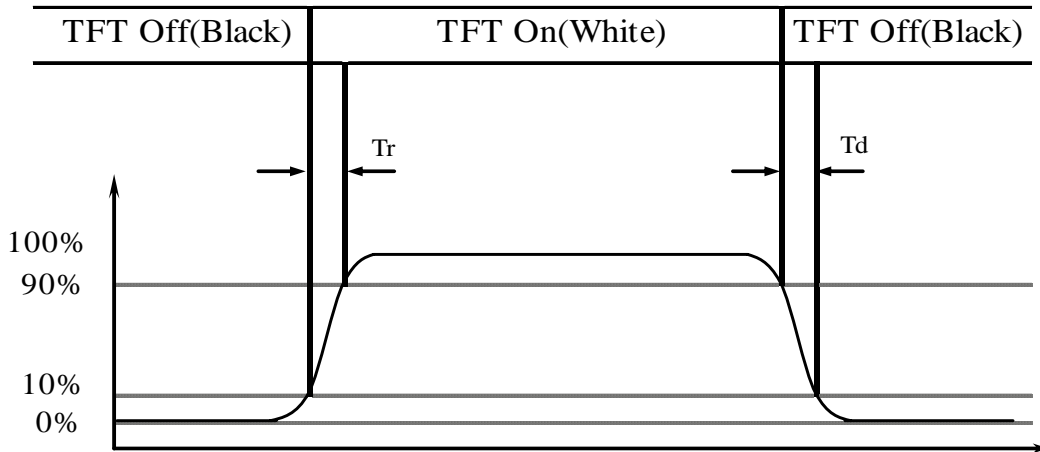 TFT Off(Black) TFT On(White) TFT Off(Black)
Tr Td
100%
90%
10%
0%